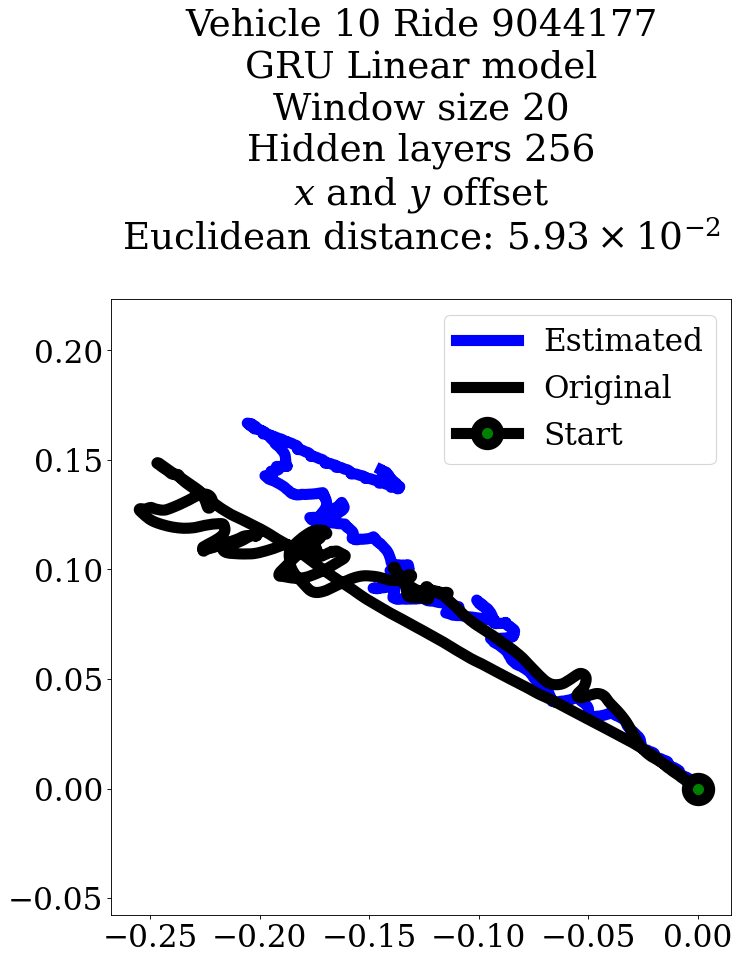 Vehicle 10 Ride 9044177
GRU Linear model
Window size 20
Hidden layers 256
x and y offset
Euclidean distance: 5.93 × 10⁻²
Estimated
Original
Start
0.20
0.15
0.10
0.05
0.00
−0.05
−0.25 −0.20 −0.15 −0.10 −0.05 0.00